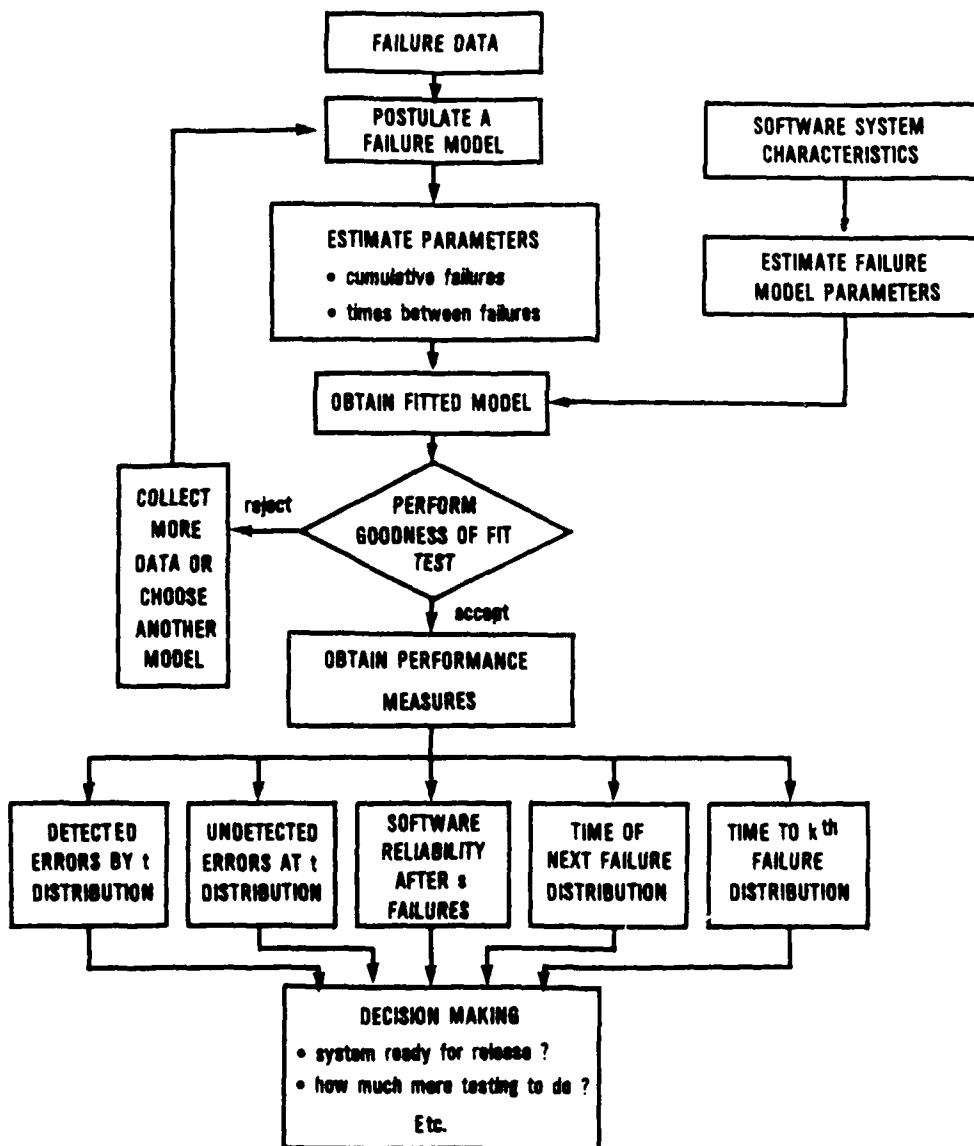 FAILURE DATA
POSTULATE A
FAILURE MODEL
SOFTWARE SYSTEM
CHARACTERISTICS
ESTIMATE PARAMETERS
• cumulative failures
• times between failures
ESTIMATE FAILURE
MODEL PARAMETERS
OBTAIN FITTED MODEL
COLLECT
MORE
DATA OR
CHOOSE
ANOTHER
MODEL
reject
PERFORM
GOODNESS OF FIT
TEST
accept
OBTAIN PERFORMANCE
MEASURES
DETECTED
ERRORS BY t
DISTRIBUTION
UNDETECTED
ERRORS AT t
DISTRIBUTION
SOFTWARE
RELIABILITY
AFTER s
FAILURES
TIME OF
NEXT FAILURE
DISTRIBUTION
TIME TO kth
FAILURE
DISTRIBUTION
DECISION MAKING
• system ready for release ?
• how much more testing to do ?
Etc.